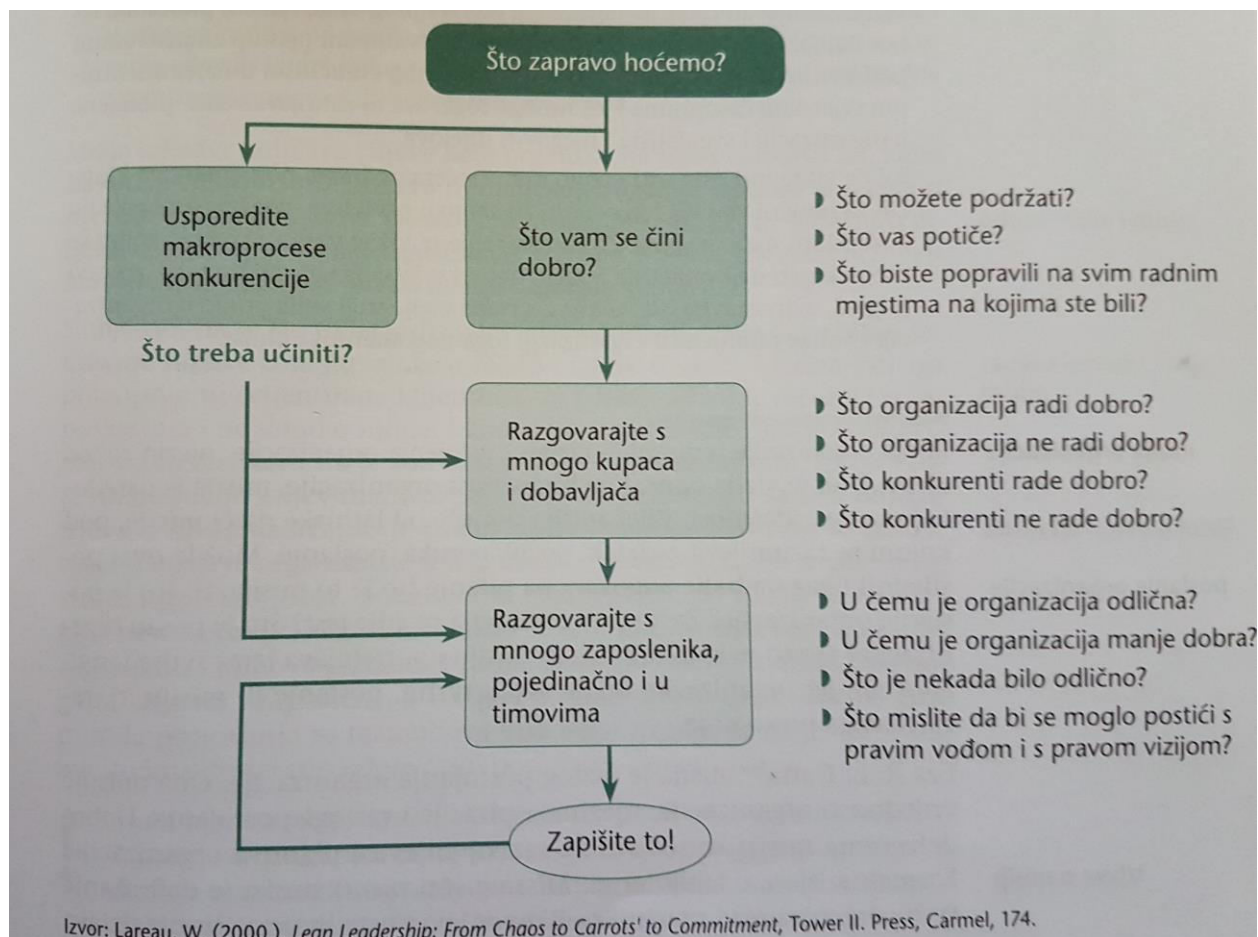 Što zapravo hoćemo?
Usporedite
makroprocese
konkurencije
Što vam se čini
dobro?
Što možete podržati?
Što vas potiče?
Što biste popravili na svim radnim
mjestima na kojima ste bili?
Što treba učiniti?
Razgovarajte s
mnogo kupaca
i dobavljača
Što organizacija radi dobro?
Što organizacija ne radi dobro?
Što konkurenti rade dobro?
Što konkurenti ne rade dobro?
Razgovarajte s
mnogo zaposlenika,
pojedinačno i u
timovima
U čemu je organizacija odlična?
U čemu je organizacija manje dobra?
Što je nekada bilo odlično?
Što mislite da bi se moglo postići s
pravim vođom i s pravom vizijom?
Zapišite to!
Izvor: Lareau, W. (2000.) Lean Leadership: From Chaos to Carrots' to Commitment, Tower II. Press, Carmel, 174.